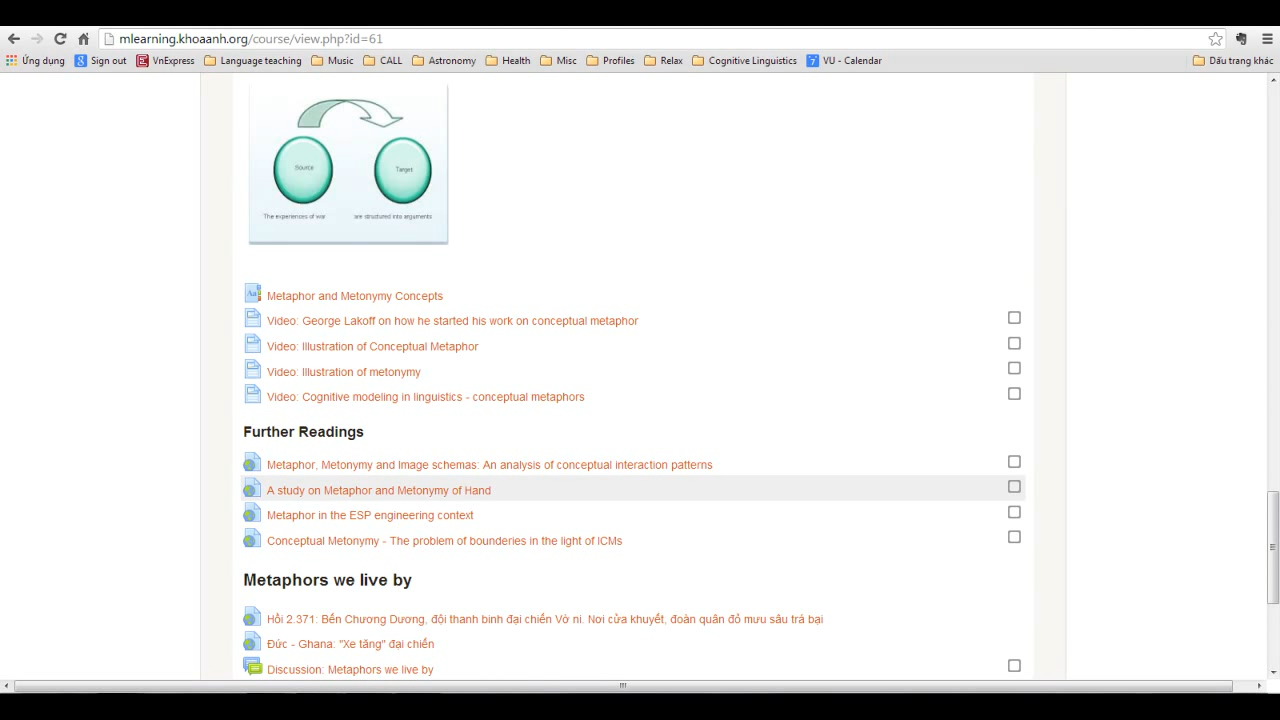 mlearning.khoaanh.org/course/view.php?id=61
Ứng dụng Sign out VnExpress Language teaching Music CALL Astronomy Health Misc Profiles Relax Cognitive Linguistics VU - Calendar Dấu trang khác
Source Target
The experiences of war are structured into arguments
Metaphor and Metonymy Concepts
Video: George Lakoff on how he started his work on conceptual metaphor
Video: Illustration of Conceptual Metaphor
Video: Illustration of metonymy
Video: Cognitive modeling in linguistics - conceptual metaphors
Further Readings
Metaphor, Metonymy and Image schemas: An analysis of conceptual interaction patterns
A study on Metaphor and Metonymy of Hand
Metaphor in the ESP engineering context
Conceptual Metonymy - The problem of bounderies in the light of ICMs
Metaphors we live by
Hồi 2.371: Bến Chương Dương, đội thanh binh đại chiến Vờ ni. Nơi cửa khuyết, đoàn quân đỏ mưu sâu trả bại
Đức - Ghana: "Xe tăng" đại chiến
Discussion: Metaphors we live by